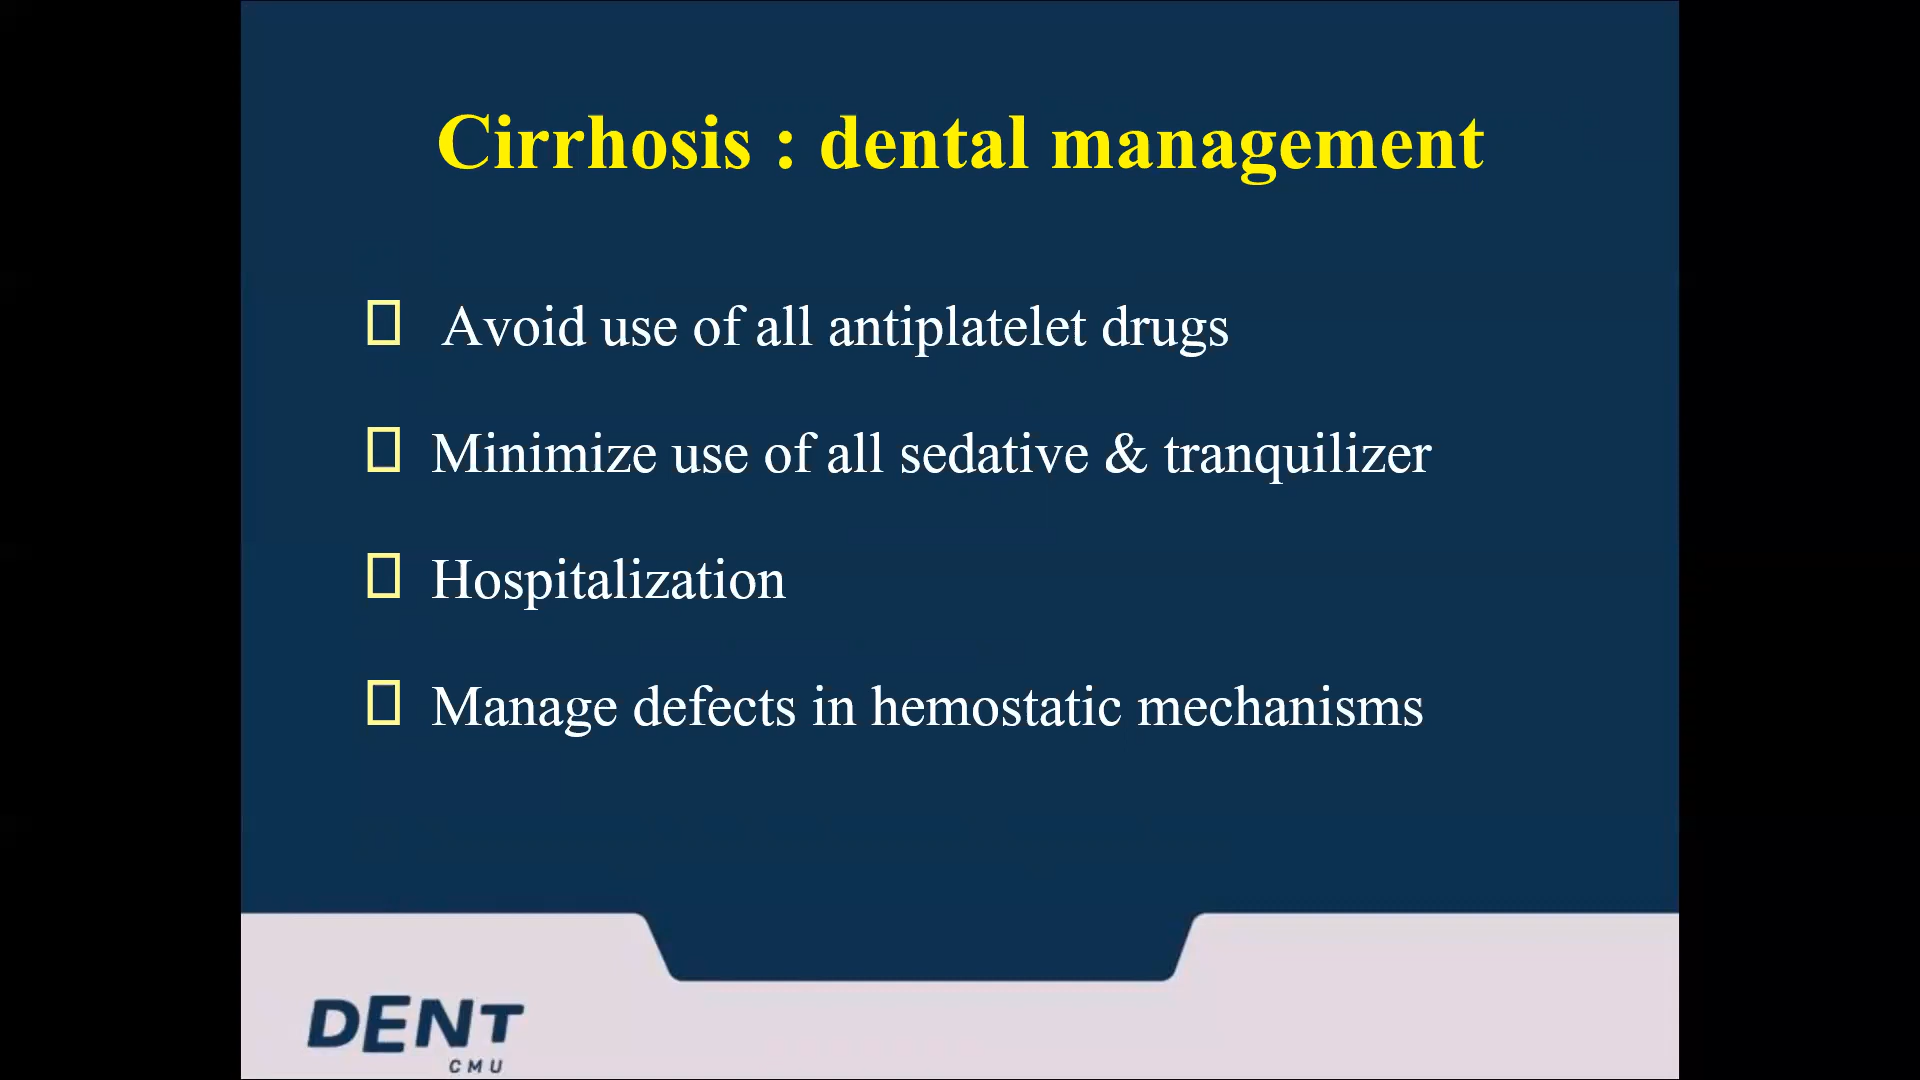 Cirrhosis : dental management
Avoid use of all antiplatelet drugs
Minimize use of all sedative & tranquilizer
Hospitalization
Manage defects in hemostatic mechanisms
DENT
CMU